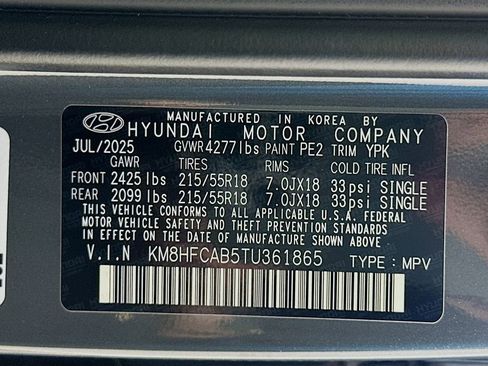 MANUFACTURED IN KOREA BY
HYUNDAI MOTOR COMPANY
JUL/2025 GVWR 4277lbs PAINT PE2 TRIM YPK
GAWR TIRES RIMS COLD TIRE INFL
FRONT 2425 lbs 215/55R18 7.0JX18 33psi SINGLE
REAR 2099 lbs 215/55R18 7.0JX18 33psi SINGLE
THIS VEHICLE CONFORMS TO ALL APPLICABLE U.S.A. FEDERAL
MOTOR VEHICLE SAFETY AND THEFT PREVENTION STANDARDS
IN EFFECT ON THE DATE OF MANUFACTURE SHOWN ABOVE.
V.I.N KM8HFCAB5TU361865 TYPE : MPV